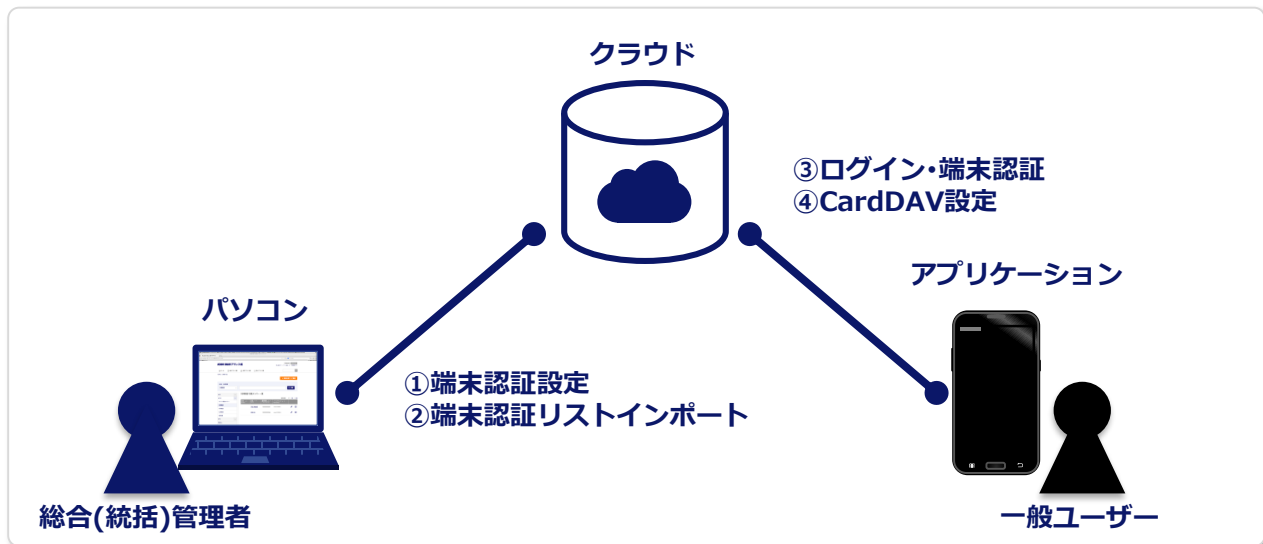 クラウド
③ログイン・端末認証
④CardDAV設定
アプリケーション
パソコン
①端末認証設定
②端末認証リストインポート
総合(統括)管理者
一般ユーザー